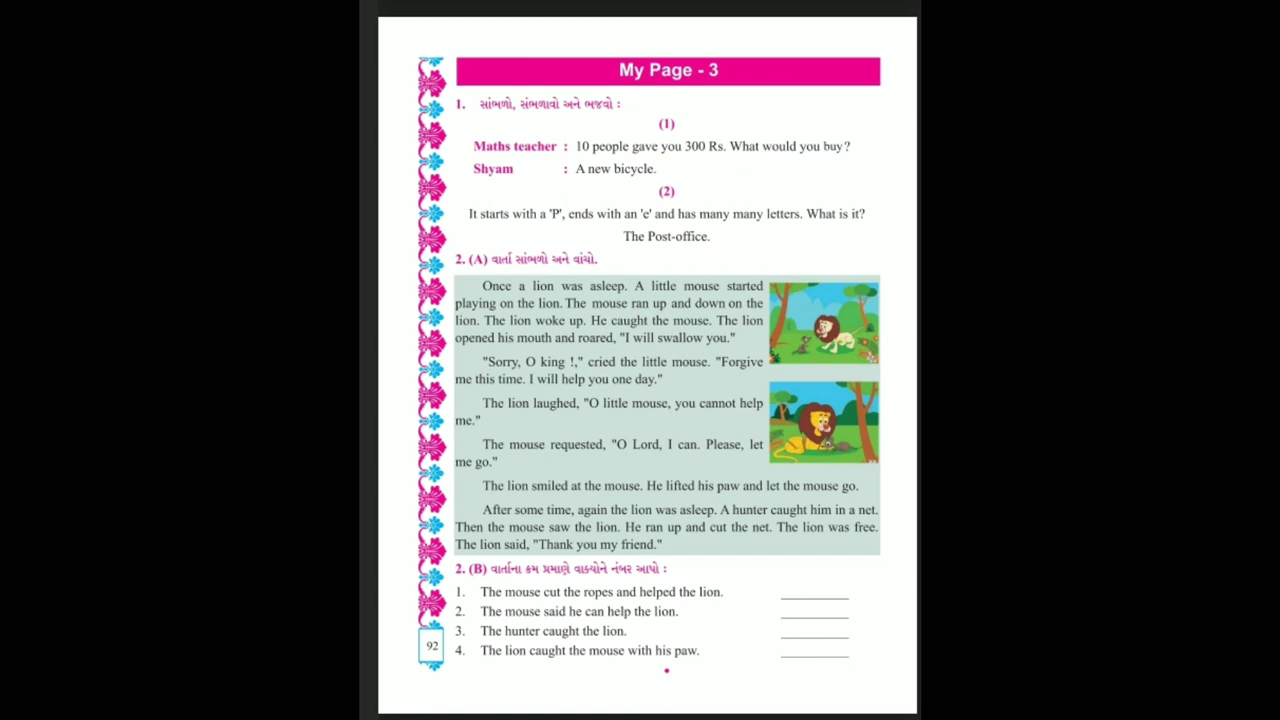 My Page - 3
1. સાંભળો, સંભળાવો અને ભજવો :
(1)
Maths teacher : 10 people gave you 300 Rs. What would you buy?
Shyam : A new bicycle.
(2)
It starts with a 'P', ends with an 'e' and has many many letters. What is it?
The Post-office.
2. (A) વાર્તા સાંભળો અને વાંચો.
Once a lion was asleep. A little mouse started
playing on the lion. The mouse ran up and down on the
lion. The lion woke up. He caught the mouse. The lion
opened his mouth and roared, "I will swallow you."
"Sorry, O king !," cried the little mouse. "Forgive
me this time. I will help you one day."
The lion laughed, "O little mouse, you cannot help
me."
The mouse requested, "O Lord, I can. Please, let
me go."
The lion smiled at the mouse. He lifted his paw and let the mouse go.
After some time, again the lion was asleep. A hunter caught him in a net.
Then the mouse saw the lion. He ran up and cut the net. The lion was free.
The lion said, "Thank you my friend."
2. (B) વાર્તાના ક્રમ પ્રમાણે વાક્યોને નંબર આપો :
1. The mouse cut the ropes and helped the lion.
2. The mouse said he can help the lion.
3. The hunter caught the lion.
4. The lion caught the mouse with his paw.
92